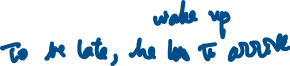 wake up
To be late, he has to arrive